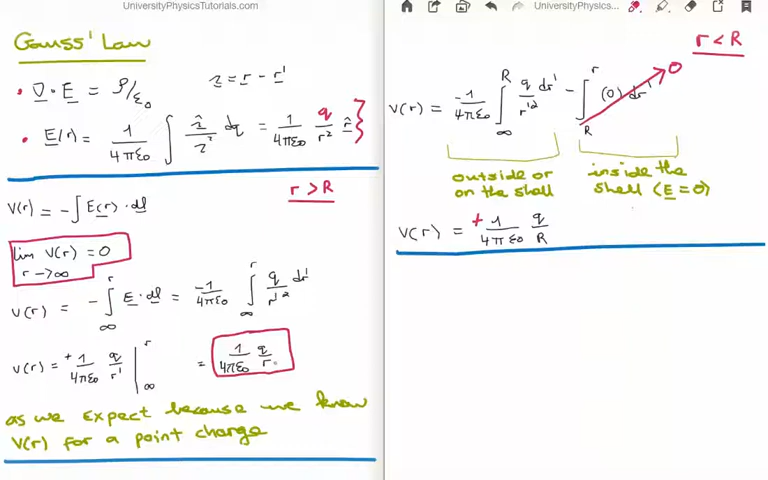 UniversityPhysicsTutorials.com
Gauss' Law
• ∇ · E = ρ/ε₀   𝓇 = r - r'
• E(r) = 1/4πε₀ ∫ 𝓇̂/𝓇² dq = 1/4πε₀ q/r² r̂
r > R
V(r) = -∫ E(r) · dl
lim V(r) = 0
r → ∞
V(r) = -∫_∞^r E · dl = -1/4πε₀ ∫_∞^r q/r'² dr'
V(r) = +1/4πε₀ q/r' |_∞^r = 1/4πε₀ q/r
as we expect because we know
V(r) for a point charge
UniversityPhysics...
r < R
V(r) = -1/4πε₀ ∫_∞^R q/r'² dr' - ∫_R^r (0) dr' 0
outside or
on the shell
inside the
shell (E = 0)
V(r) = +1/4πε₀ q/R